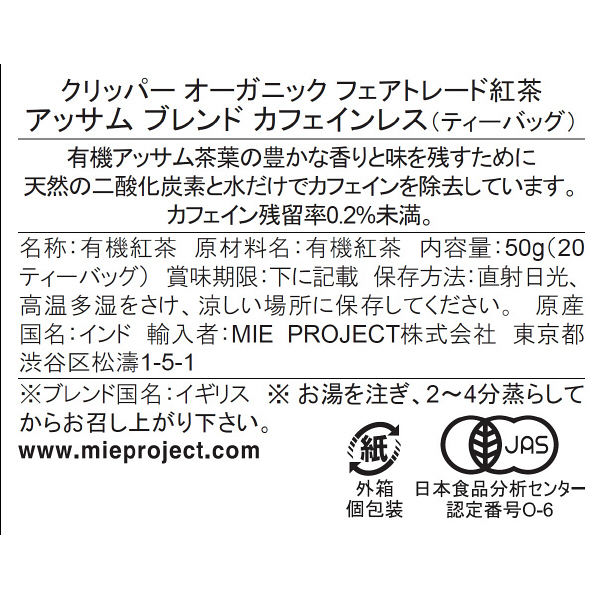 クリッパー オーガニック フェアトレード紅茶
アッサム ブレンド カフェインレス(ティーバッグ)
有機アッサム茶葉の豊かな香りと味を残すために
天然の二酸化炭素と水だけでカフェインを除去しています。
カフェイン残留率0.2%未満。
名称:有機紅茶 原材料名:有機紅茶 内容量:50g(20
ティーバッグ) 賞味期限:下に記載 保存方法:直射日光、
高温多湿をさけ、涼しい場所に保存してください。 原産
国名:インド 輸入者:MIE PROJECT株式会社 東京都
渋谷区松濤1-5-1
※ブレンド国名:イギリス ※ お湯を注ぎ、2〜4分蒸らして
からお召し上がり下さい。
www.mieproject.com
紙
外箱
個包装
JAS
日本食品分析センター
認定番号O-6